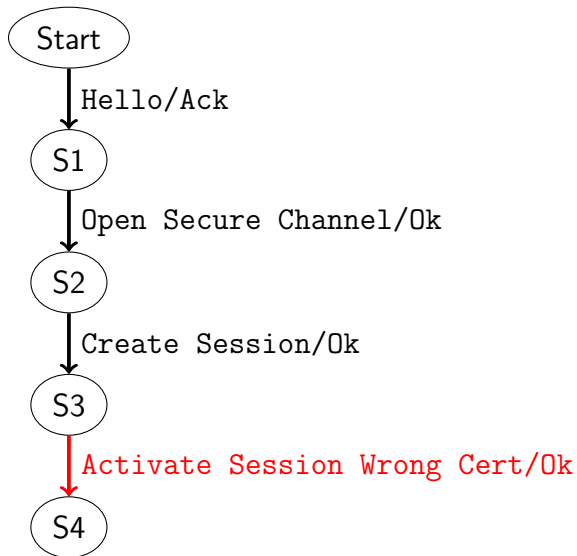 Start
Hello/Ack
S1
Open Secure Channel/Ok
S2
Create Session/Ok
S3
Activate Session Wrong Cert/Ok
S4